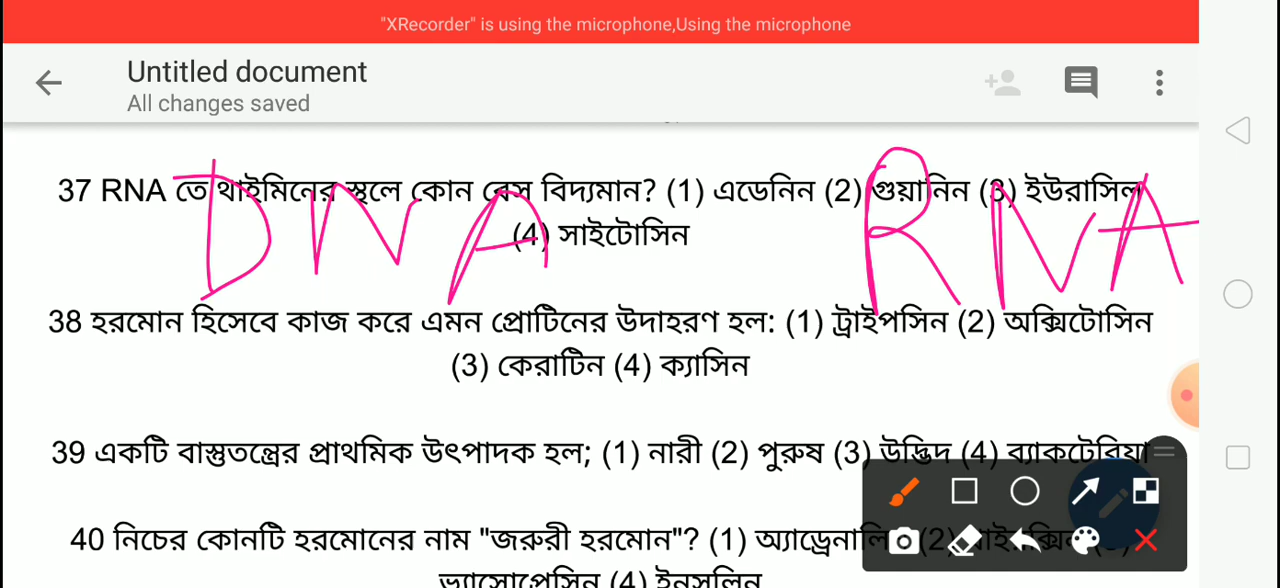 "XRecorder" is using the microphone,Using the microphone
Untitled document
All changes saved
37 RNA তে থাইমিনের স্থলে কোন বেস বিদ্যমান? (1) এডেনিন (2) গুয়ানিন (3) ইউরাসিল
(4) সাইটোসিন
DNA RNA
38 হরমোন হিসেবে কাজ করে এমন প্রোটিনের উদাহরণ হল: (1) ট্রাইপসিন (2) অক্সিটোসিন
(3) কেরাটিন (4) ক্যাসিন
39 একটি বাস্তুতন্ত্রের প্রাথমিক উৎপাদক হল; (1) নারী (2) পুরুষ (3) উদ্ভিদ (4) ব্যাকটেরিয়া
40 নিচের কোনটি হরমোনের নাম "জরুরী হরমোন"? (1) (2)
ভ্যাসোপ্রেসিন (4) ইনসুলিন